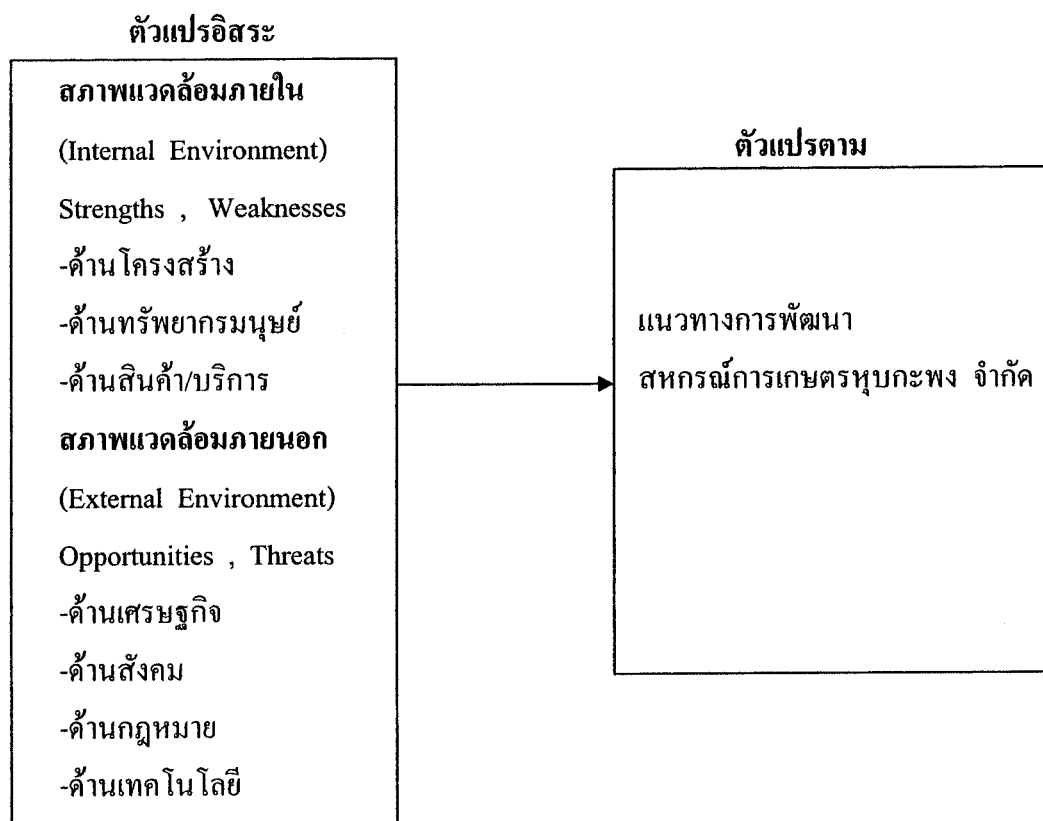 ตัวแปรอิสระ
สภาพแวดล้อมภายใน
(Internal Environment)
Strengths , Weaknesses
-ด้านโครงสร้าง
-ด้านทรัพยากรมนุษย์
-ด้านสินค้า/บริการ
สภาพแวดล้อมภายนอก
(External Environment)
Opportunities , Threats
-ด้านเศรษฐกิจ
-ด้านสังคม
-ด้านกฎหมาย
-ด้านเทคโนโลยี
ตัวแปรตาม
แนวทางการพัฒนา
สหกรณ์การเกษตรหุบกะพง จำกัด